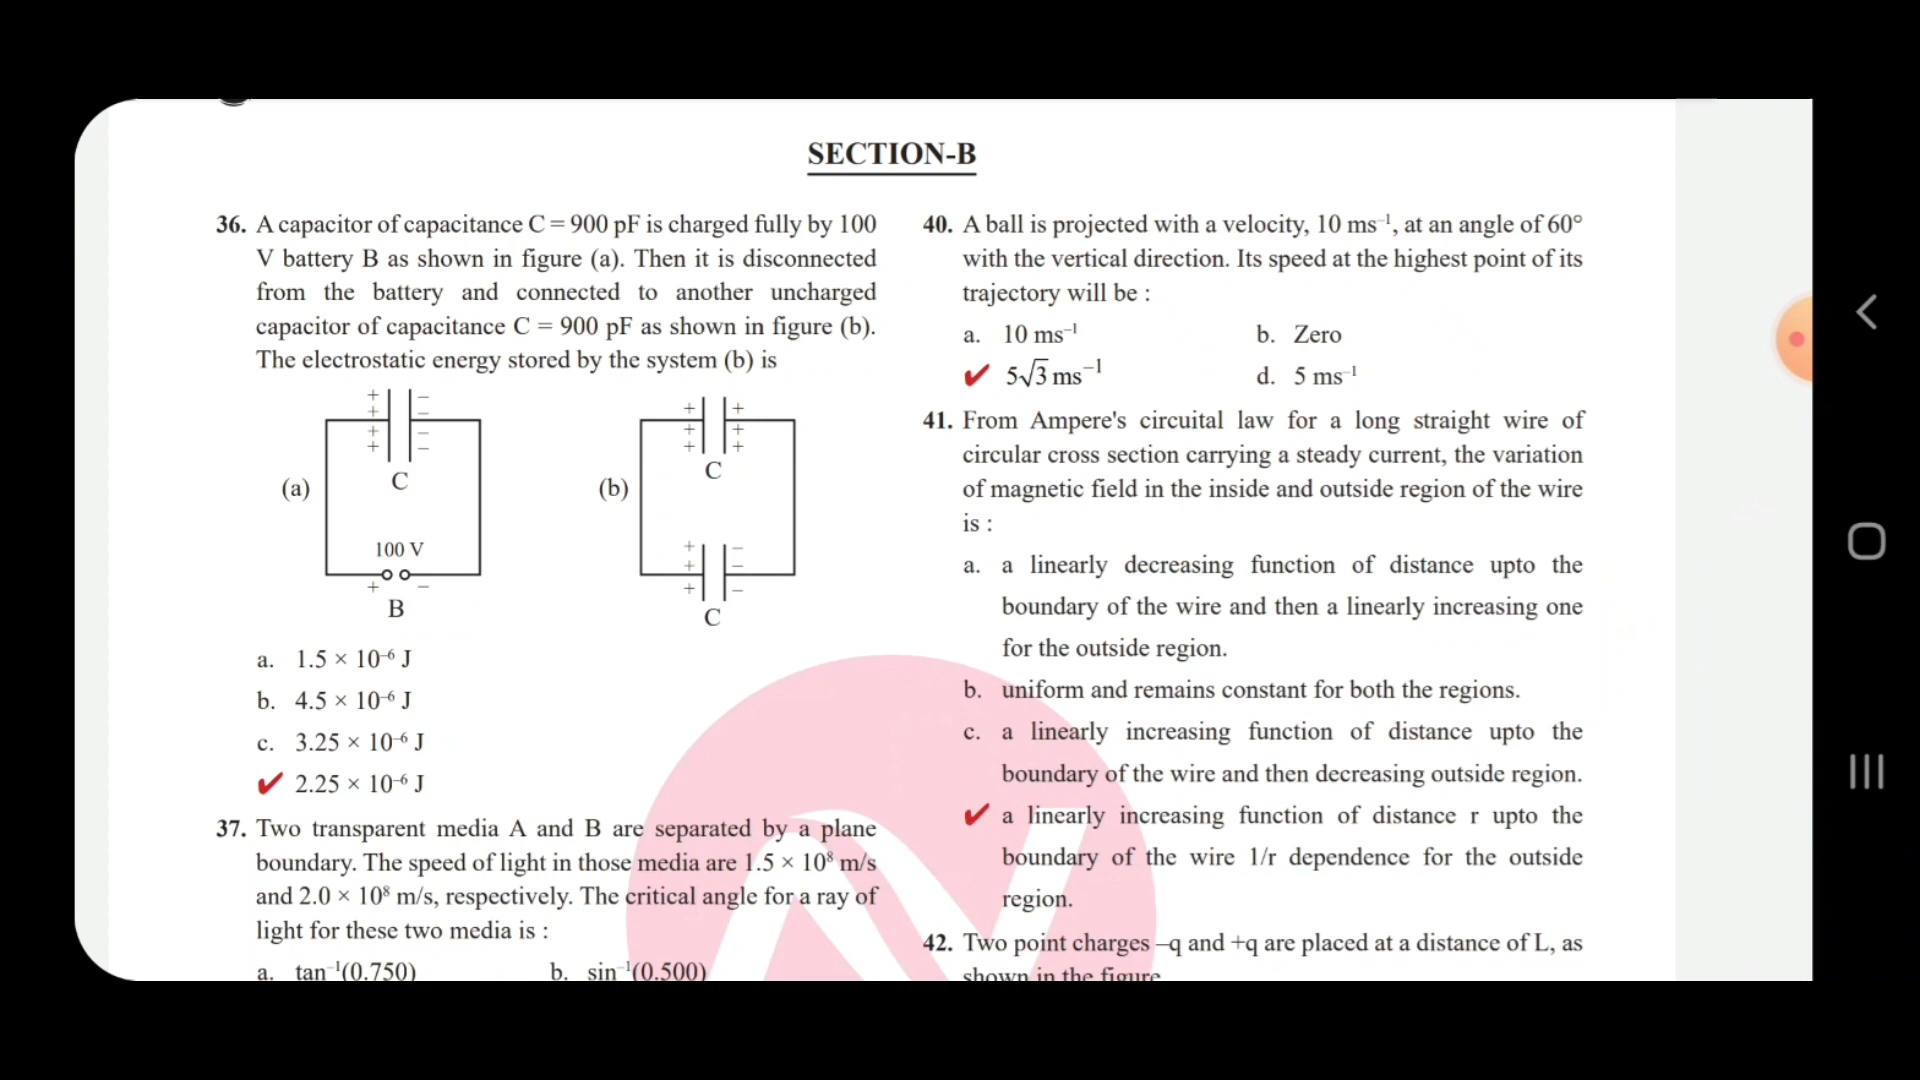 SECTION-B
36. A capacitor of capacitance C = 900 pF is charged fully by 100
V battery B as shown in figure (a). Then it is disconnected
from the battery and connected to another uncharged
capacitor of capacitance C = 900 pF as shown in figure (b).
The electrostatic energy stored by the system (b) is
+ + + + − − − −
C
(a)
100 V
+ −
B
+ + + + + +
C
(b)
+ + + − − −
C
a. 1.5 × 10⁻⁶ J
b. 4.5 × 10⁻⁶ J
c. 3.25 × 10⁻⁶ J
✔ 2.25 × 10⁻⁶ J
37. Two transparent media A and B are separated by a plane
boundary. The speed of light in those media are 1.5 × 10⁸ m/s
and 2.0 × 10⁸ m/s, respectively. The critical angle for a ray of
light for these two media is :
a. tan⁻¹(0.750) b. sin⁻¹(0.500)
40. A ball is projected with a velocity, 10 ms⁻¹, at an angle of 60°
with the vertical direction. Its speed at the highest point of its
trajectory will be :
a. 10 ms⁻¹ b. Zero
✔ 5√3 ms⁻¹ d. 5 ms⁻¹
41. From Ampere's circuital law for a long straight wire of
circular cross section carrying a steady current, the variation
of magnetic field in the inside and outside region of the wire
is :
a. a linearly decreasing function of distance upto the
boundary of the wire and then a linearly increasing one
for the outside region.
b. uniform and remains constant for both the regions.
c. a linearly increasing function of distance upto the
boundary of the wire and then decreasing outside region.
✔ a linearly increasing function of distance r upto the
boundary of the wire 1/r dependence for the outside
region.
42. Two point charges –q and +q are placed at a distance of L, as
shown in the figure